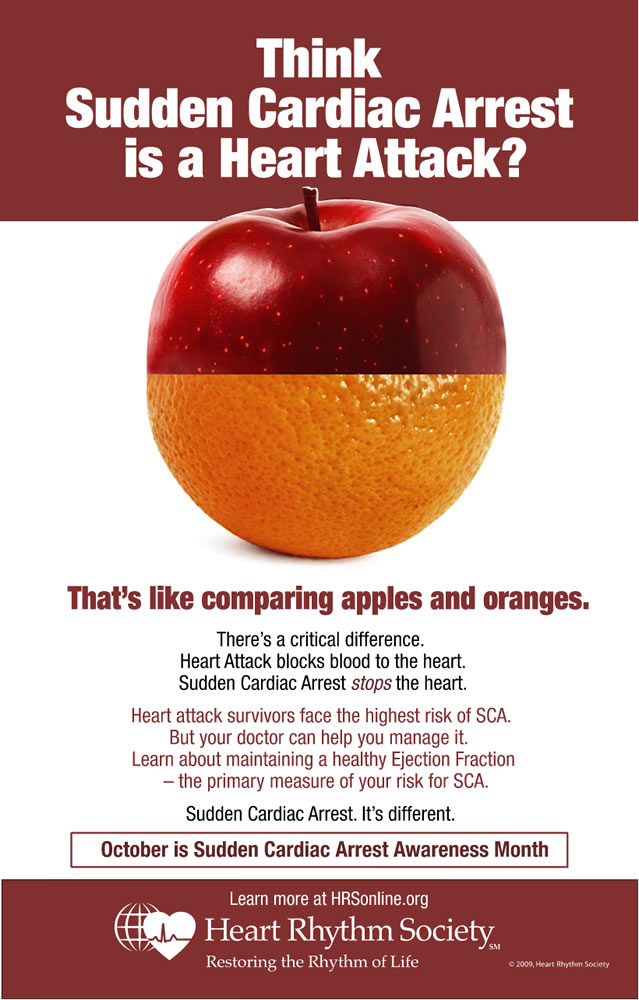 Think
Sudden Cardiac Arrest
is a Heart Attack?
That's like comparing apples and oranges.
There's a critical difference.
Heart Attack blocks blood to the heart.
Sudden Cardiac Arrest stops the heart.
Heart attack survivors face the highest risk of SCA.
But your doctor can help you manage it.
Learn about maintaining a healthy Ejection Fraction
– the primary measure of your risk for SCA.
Sudden Cardiac Arrest. It's different.
October is Sudden Cardiac Arrest Awareness Month
Learn more at HRSonline.org
Heart Rhythm Society SM
Restoring the Rhythm of Life
© 2009, Heart Rhythm Society